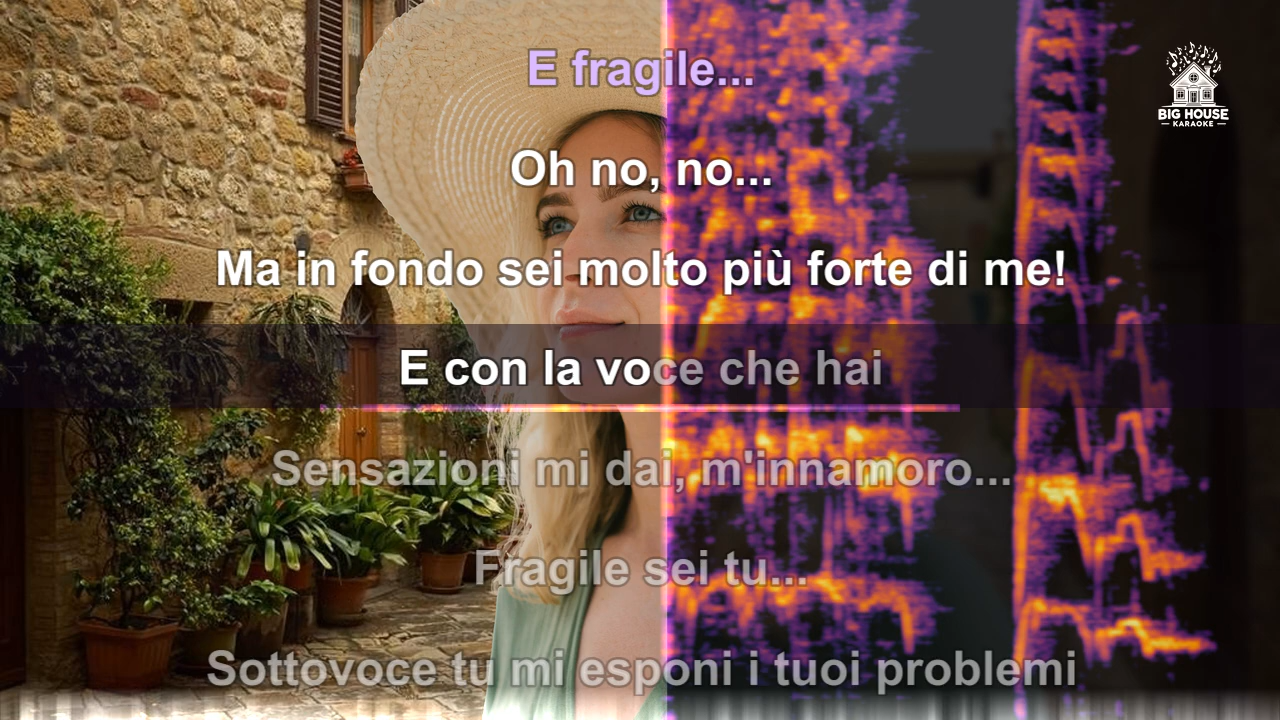 E fragile...
BIG HOUSE
KARAOKE
Oh no, no...
Ma in fondo sei molto più forte di me!
E con la voce che hai
Sensazioni mi dai, m'innamoro...
Fragile sei tu...
Sottovoce tu mi esponi i tuoi problemi